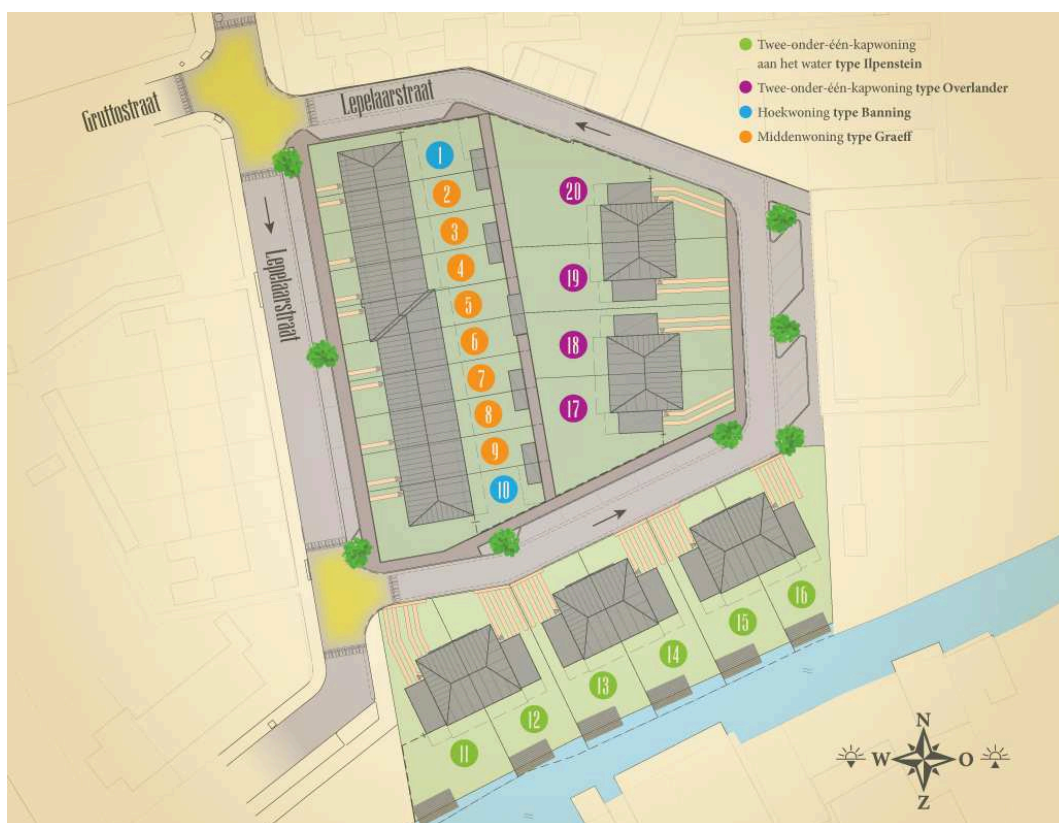 Twee-onder-één-kapwoning
aan het water type Ilpenstein
Twee-onder-één-kapwoning type Overlander
Hoekwoning type Banning
Middenwoning type Graeff
Gruttostraat
Lepelaarstraat
Lepelaarstraat
1
2
3
4
5
6
7
8
9
10
20
19
18
17
16
15
14
13
12
11
N
W
O
Z